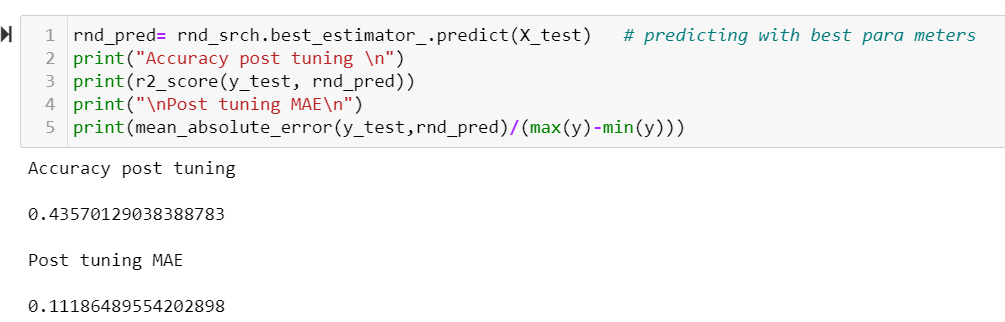 1 rnd_pred= rnd_srch.best_estimator_.predict(X_test)   # predicting with best para meters
2 print("Accuracy post tuning \n")
3 print(r2_score(y_test, rnd_pred))
4 print("\nPost tuning MAE\n")
5 print(mean_absolute_error(y_test,rnd_pred)/(max(y)-min(y)))
Accuracy post tuning
0.43570129038388783
Post tuning MAE
0.11186489554202898